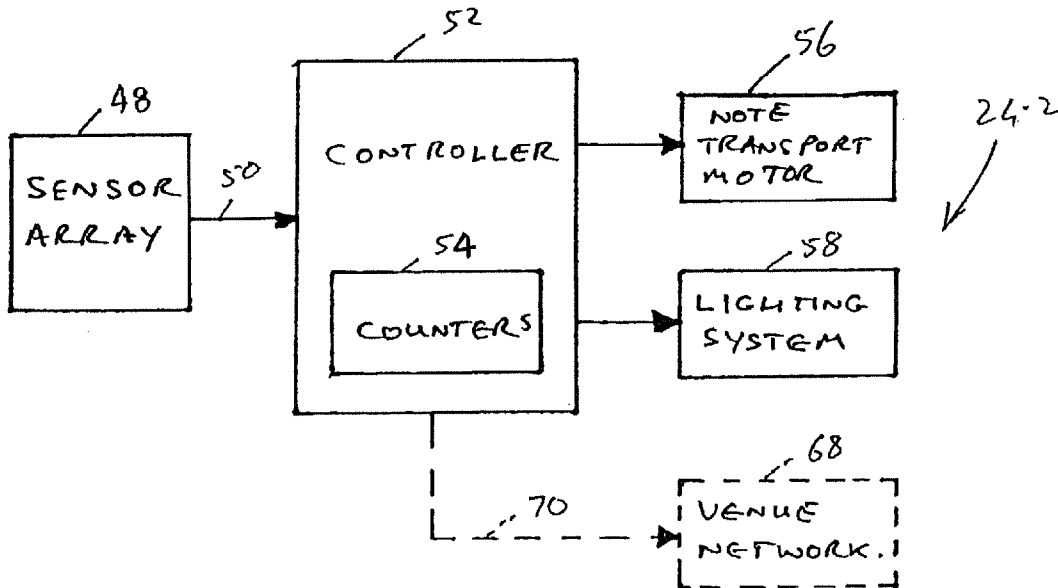 52
56
48
NOTE
TRANSPORT
MOTOR
24.2
CONTROLLER
SENSOR
ARRAY
50
54
58
COUNTERS
LIGHTING
SYSTEM
68
70
VENUE
NETWORK.